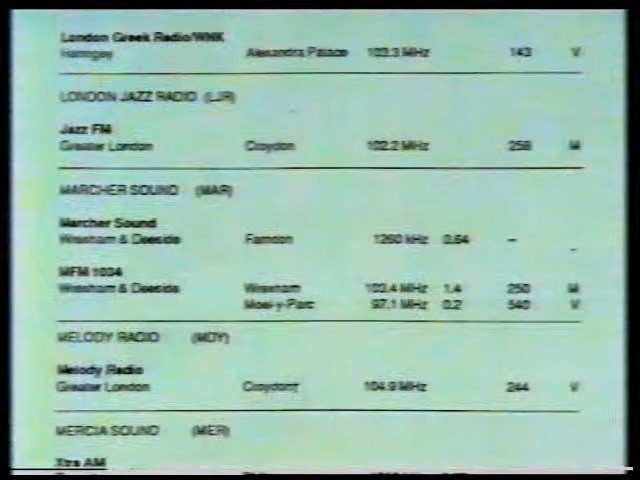 London Greek Radio/WNK
Haringey Alexandra Palace 103.3 MHz 143 V
LONDON JAZZ RADIO (LJR)
Jazz FM
Greater London Croydon 102.2 MHz 256 M
MARCHER SOUND (MAR)
Marcher Sound
Wrexham & Deeside Farndon 1260 kHz 0.64 –
MFM 1034
Wrexham & Deeside Wrexham 103.4 MHz 1.4 250 M
Moel-y-Parc 97.1 MHz 0.2 540 V
MELODY RADIO (MDY)
Melody Radio
Greater London Croydon 104.9 MHz 244 V
MERCIA SOUND (MER)
Xtra AM